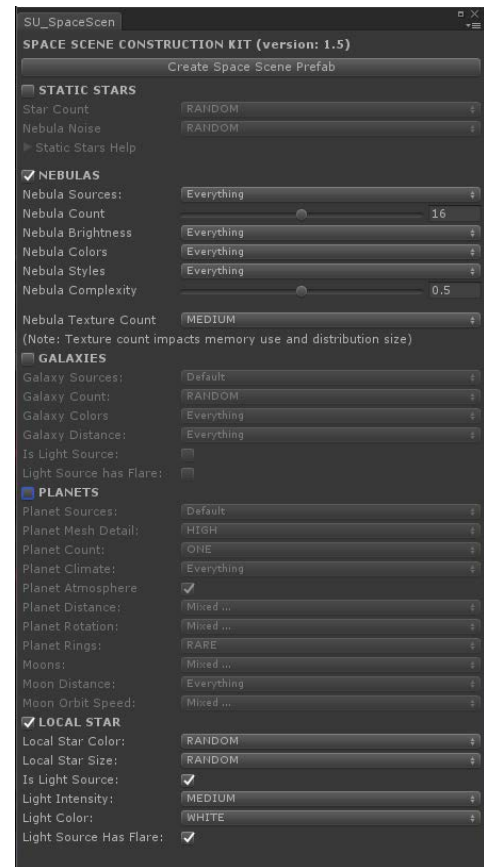 SU_SpaceScen
SPACE SCENE CONSTRUCTION KIT (version: 1.5)
Create Space Scene Prefab
STATIC STARS
Star Count RANDOM
Nebula Noise RANDOM
Static Stars Help
NEBULAS
Nebula Sources: Everything
Nebula Count 16
Nebula Brightness Everything
Nebula Colors Everything
Nebula Styles Everything
Nebula Complexity 0.5
Nebula Texture Count MEDIUM
(Note: Texture count impacts memory use and distribution size)
GALAXIES
Galaxy Sources: Default
Galaxy Count: RANDOM
Galaxy Colors Everything
Galaxy Distance: Everything
Is Light Source:
Light Source has Flare:
PLANETS
Planet Sources: Default
Planet Mesh Detail: HIGH
Planet Count: ONE
Planet Climate: Everything
Planet Atmosphere
Planet Distance: Mixed ...
Planet Rotation: Mixed ...
Planet Rings: RARE
Moons: Mixed ...
Moon Distance: Everything
Moon Orbit Speed: Mixed ...
LOCAL STAR
Local Star Color: RANDOM
Local Star Size: RANDOM
Is Light Source:
Light Intensity: MEDIUM
Light Color: WHITE
Light Source Has Flare: